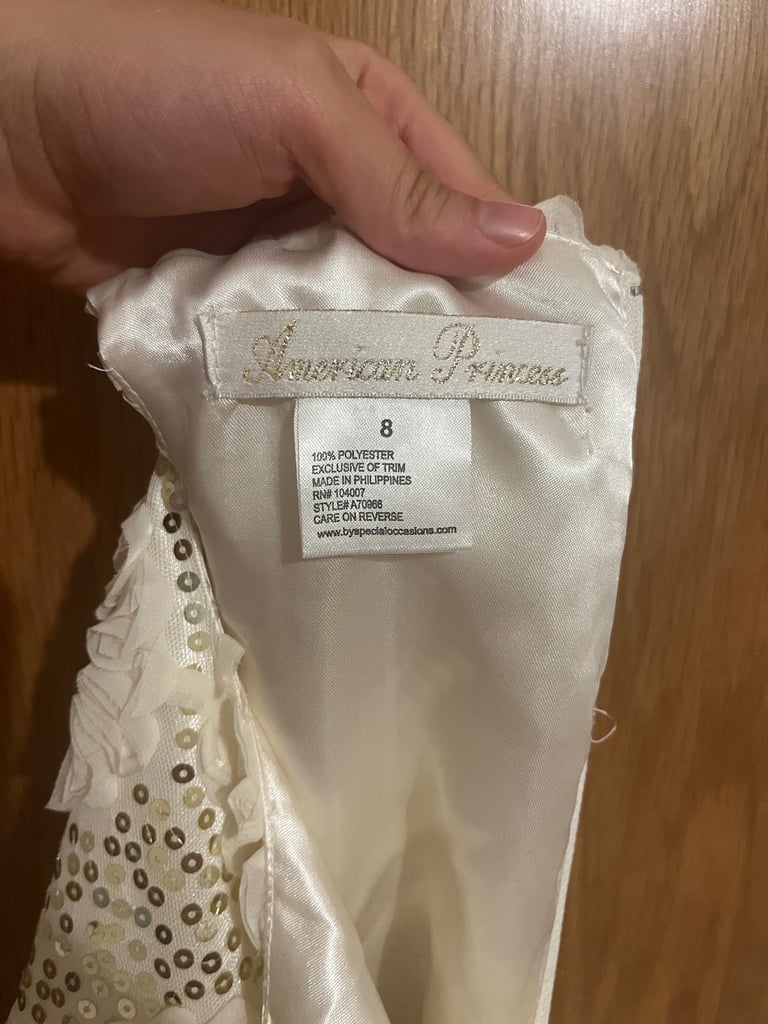 American Princess
8
100% POLYESTER
EXCLUSIVE OF TRIM
MADE IN PHILIPPINES
RN# 104007
STYLE# A70966
CARE ON REVERSE
www.byspecialoccasions.com